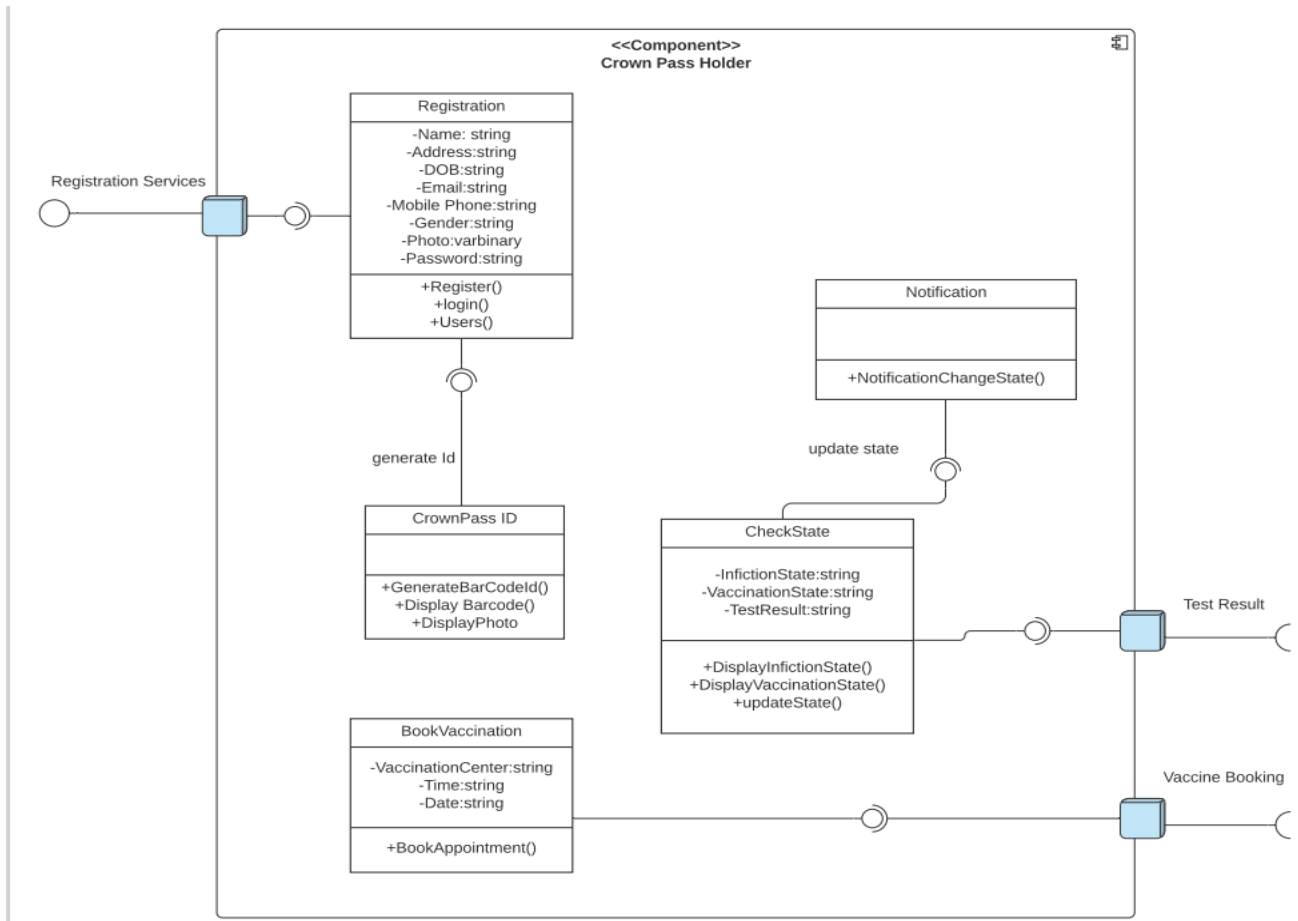 <<Component>>
Crown Pass Holder
Registration
-Name: string
-Address:string
-DOB:string
-Email:string
-Mobile Phone:string
-Gender:string
-Photo:varbinary
-Password:string
+Register()
+login()
+Users()
Registration Services
Notification
+NotificationChangeState()
generate Id
update state
CrownPass ID
+GenerateBarCodeId()
+Display Barcode()
+DisplayPhoto
CheckState
-InfictionState:string
-VaccinationState:string
-TestResult:string
+DisplayInfictionState()
+DisplayVaccinationState()
+updateState()
Test Result
BookVaccination
-VaccinationCenter:string
-Time:string
-Date:string
+BookAppointment()
Vaccine Booking